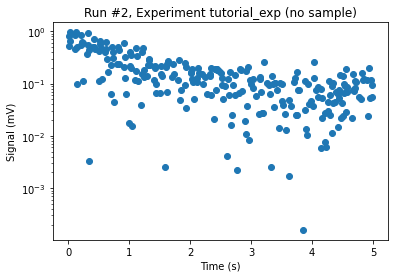 Run #2, Experiment tutorial_exp (no sample)
10⁰
10⁻¹
10⁻²
10⁻³
Signal (mV)
0 1 2 3 4 5
Time (s)